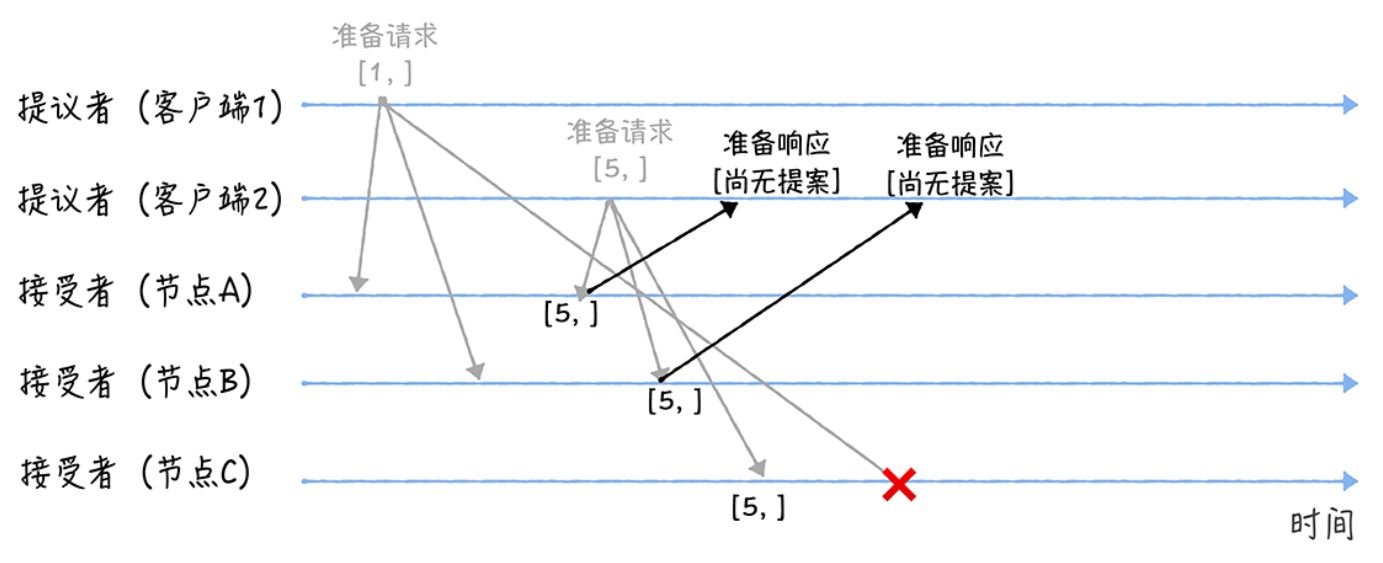 准备请求
[1, ]
提议者（客户端1）
准备请求
[5, ]
准备响应
[尚无提案]
准备响应
[尚无提案]
提议者（客户端2）
接受者（节点A）
[5, ]
接受者（节点B）
[5, ]
接受者（节点C）
[5, ]
时间